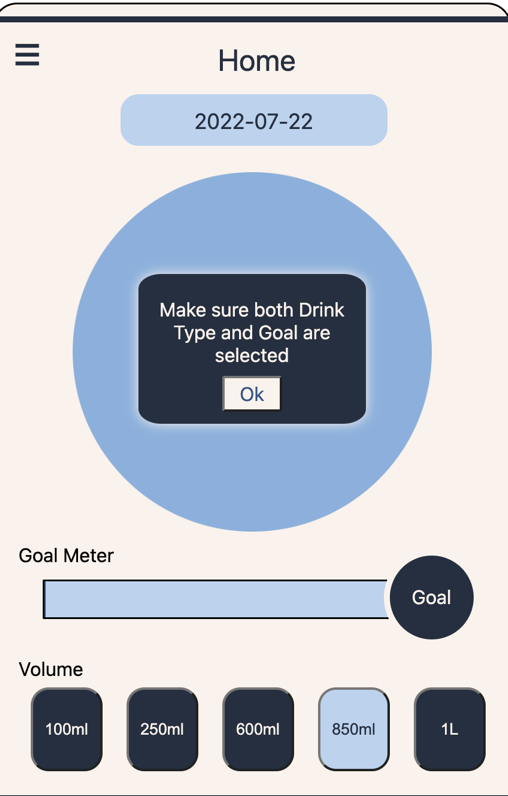 Home
2022-07-22
Make sure both Drink
Type and Goal are
selected
Ok
Goal Meter
Goal
Volume
100ml 250ml 600ml 850ml 1L